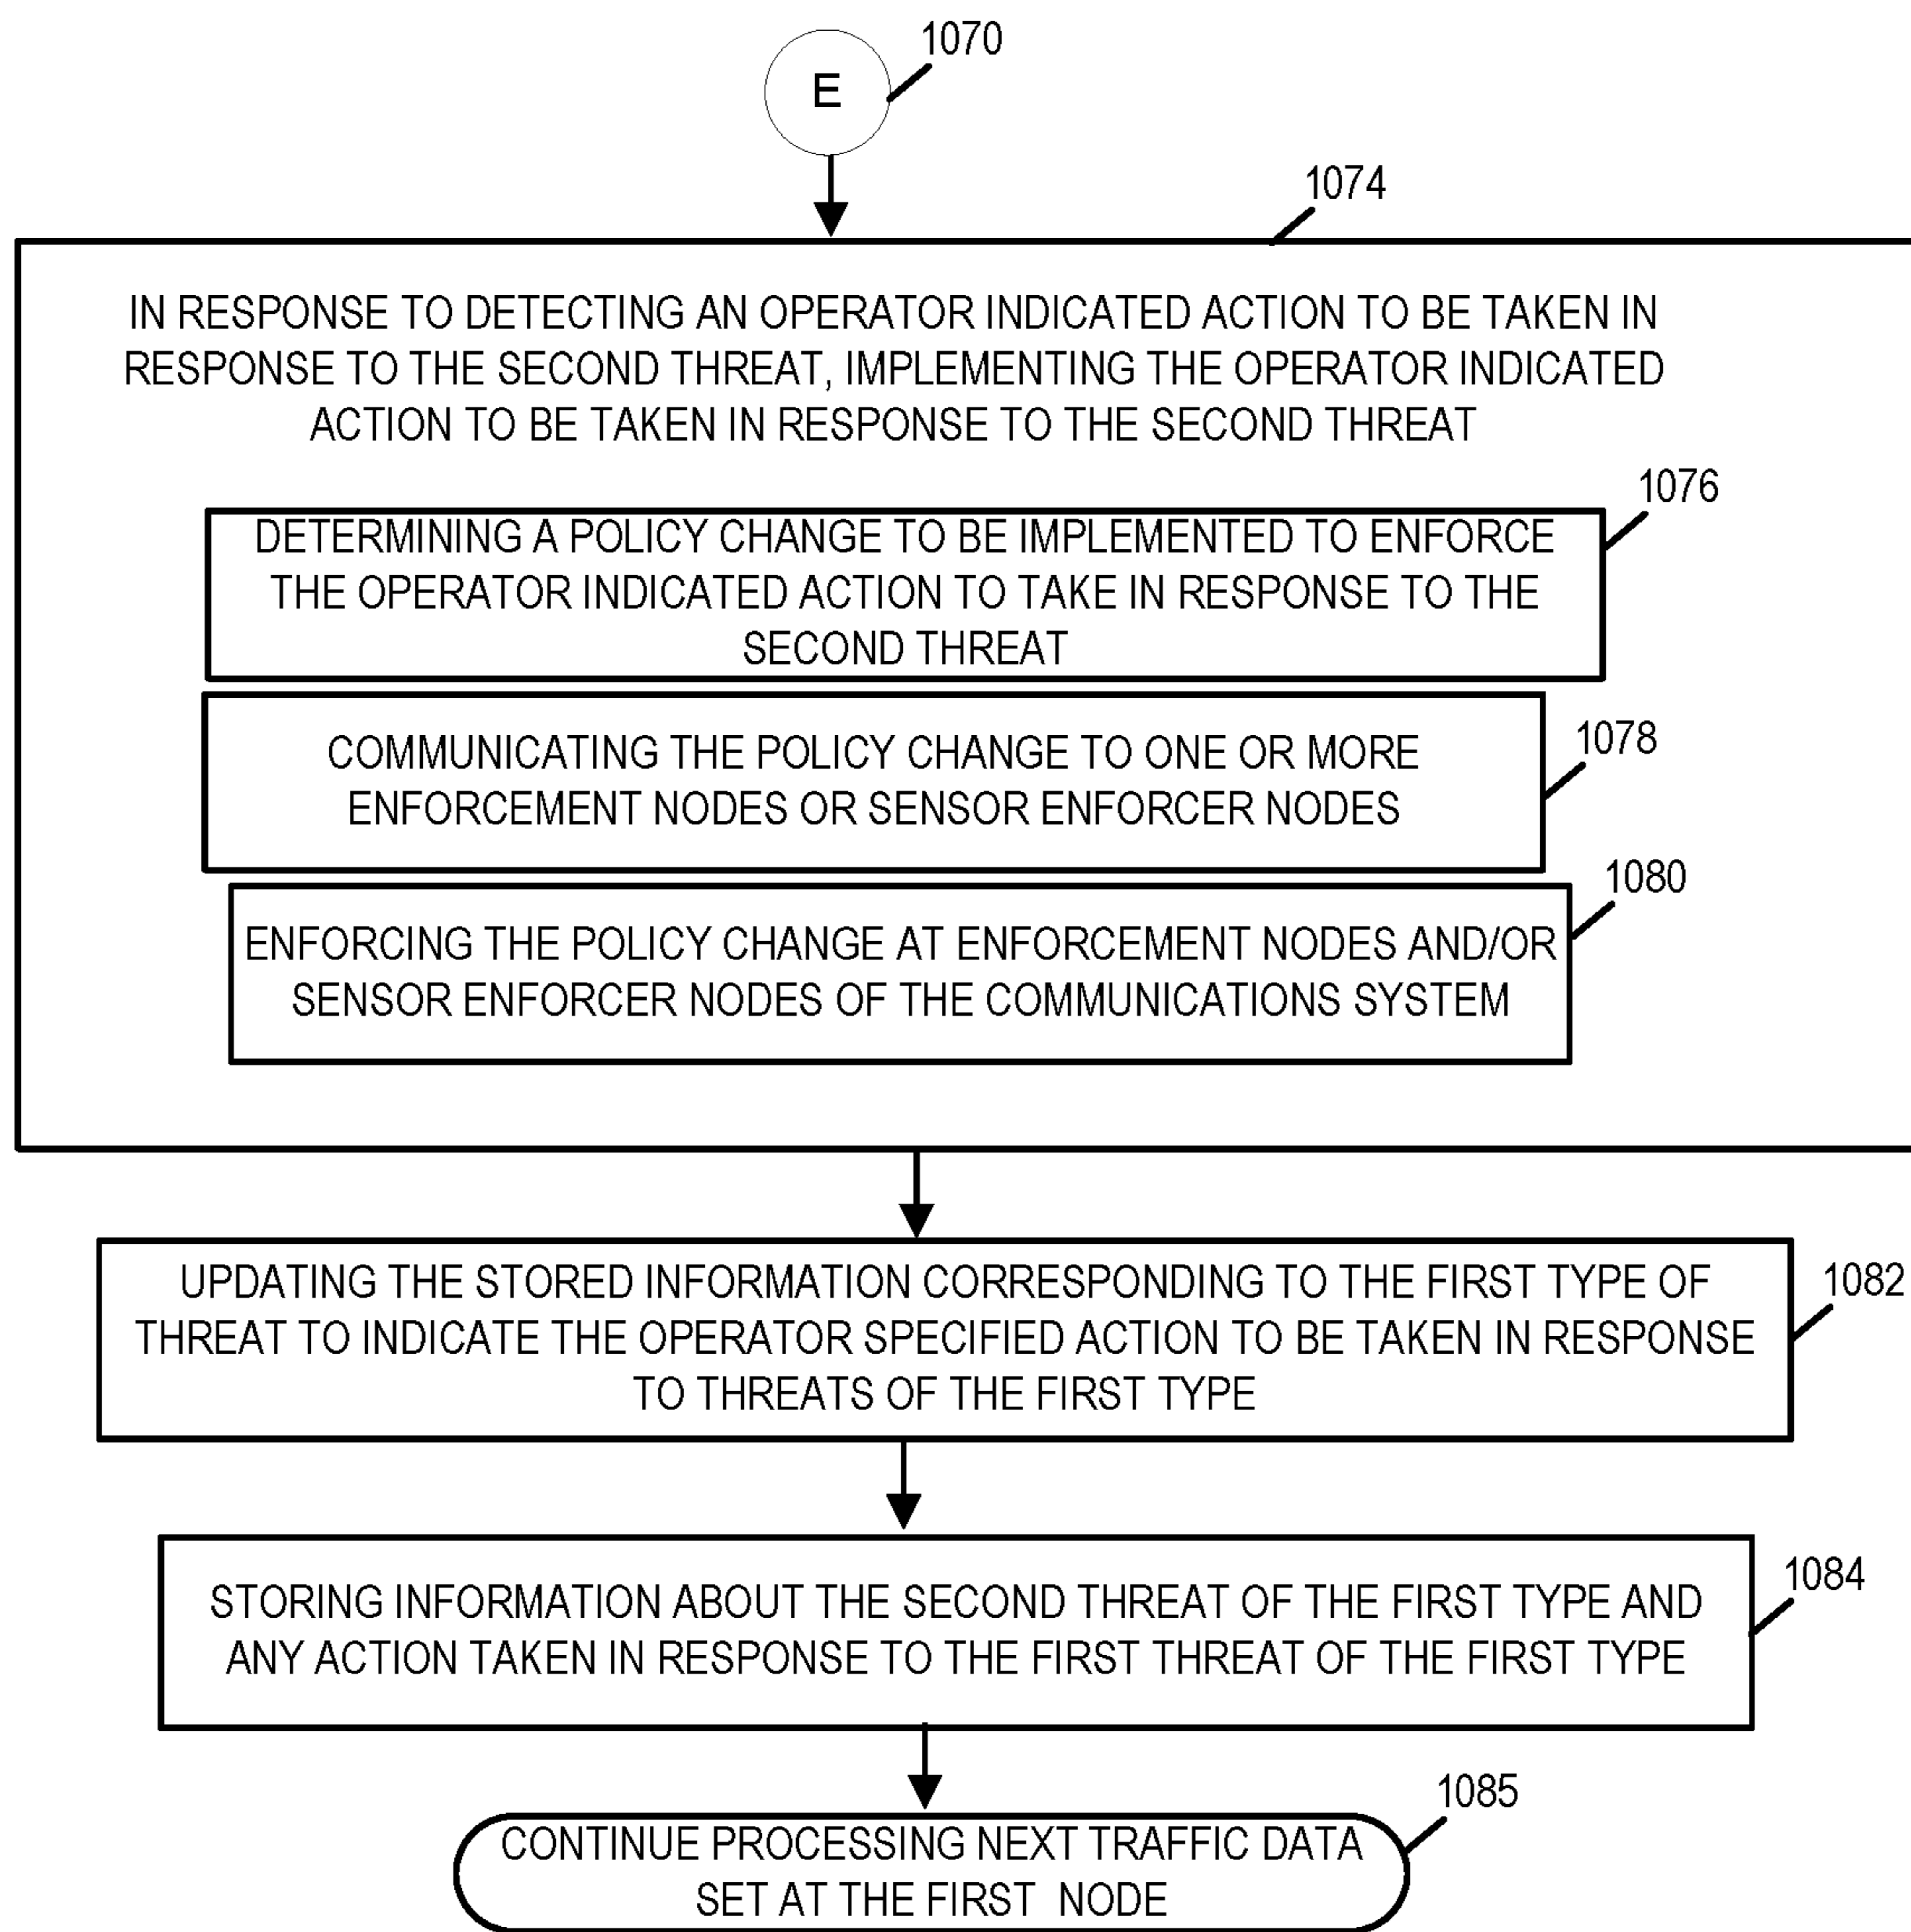 1070
E
1074
IN RESPONSE TO DETECTING AN OPERATOR INDICATED ACTION TO BE TAKEN IN
RESPONSE TO THE SECOND THREAT, IMPLEMENTING THE OPERATOR INDICATED
ACTION TO BE TAKEN IN RESPONSE TO THE SECOND THREAT
1076
DETERMINING A POLICY CHANGE TO BE IMPLEMENTED TO ENFORCE
THE OPERATOR INDICATED ACTION TO TAKE IN RESPONSE TO THE
SECOND THREAT
1078
COMMUNICATING THE POLICY CHANGE TO ONE OR MORE
ENFORCEMENT NODES OR SENSOR ENFORCER NODES
1080
ENFORCING THE POLICY CHANGE AT ENFORCEMENT NODES AND/OR
SENSOR ENFORCER NODES OF THE COMMUNICATIONS SYSTEM
1082
UPDATING THE STORED INFORMATION CORRESPONDING TO THE FIRST TYPE OF
THREAT TO INDICATE THE OPERATOR SPECIFIED ACTION TO BE TAKEN IN RESPONSE
TO THREATS OF THE FIRST TYPE
1084
STORING INFORMATION ABOUT THE SECOND THREAT OF THE FIRST TYPE AND
ANY ACTION TAKEN IN RESPONSE TO THE FIRST THREAT OF THE FIRST TYPE
1085
CONTINUE PROCESSING NEXT TRAFFIC DATA
SET AT THE FIRST NODE